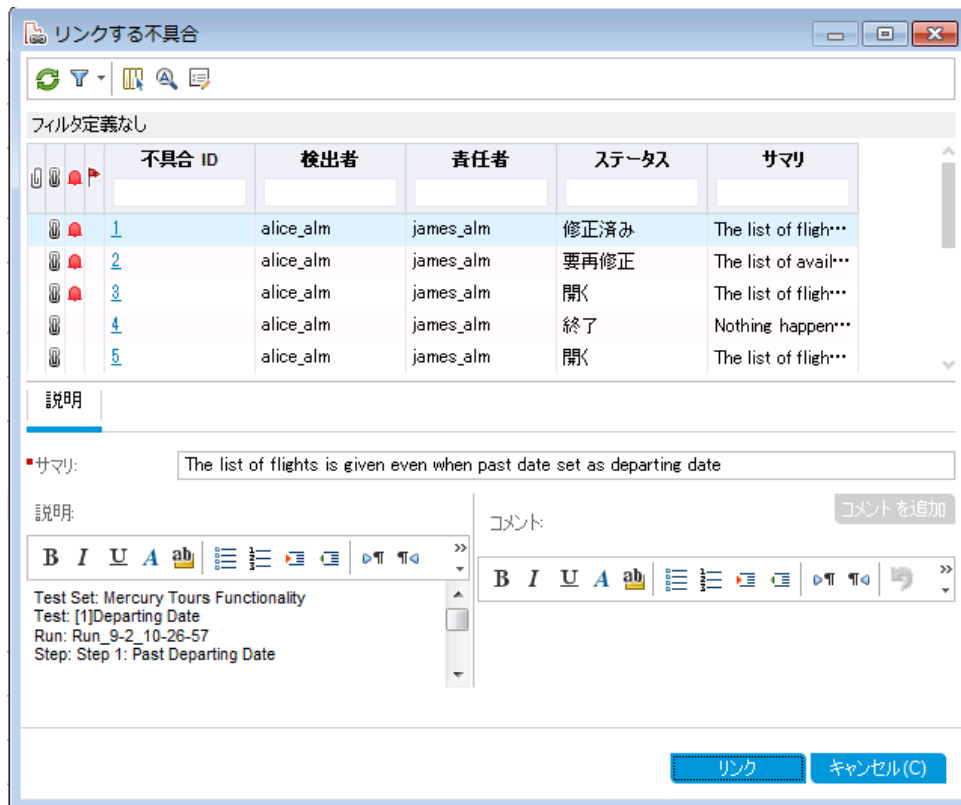 リンクする不具合
フィルタ定義なし
不具合 ID 検出者 責任者 ステータス サマリ
1 alice_alm james_alm 修正済み The list of fligh…
2 alice_alm james_alm 要再修正 The list of avail…
3 alice_alm james_alm 開く The list of fligh…
4 alice_alm james_alm 終了 Nothing happen…
5 alice_alm james_alm 開く The list of fligh…
説明
サマリ: The list of flights is given even when past date set as departing date
説明:
コメント:
コメントを追加
B I U A ab
B I U A ab
Test Set: Mercury Tours Functionality
Test: [1]Departing Date
Run: Run_9-2_10-26-57
Step: Step 1: Past Departing Date
リンク キャンセル(C)